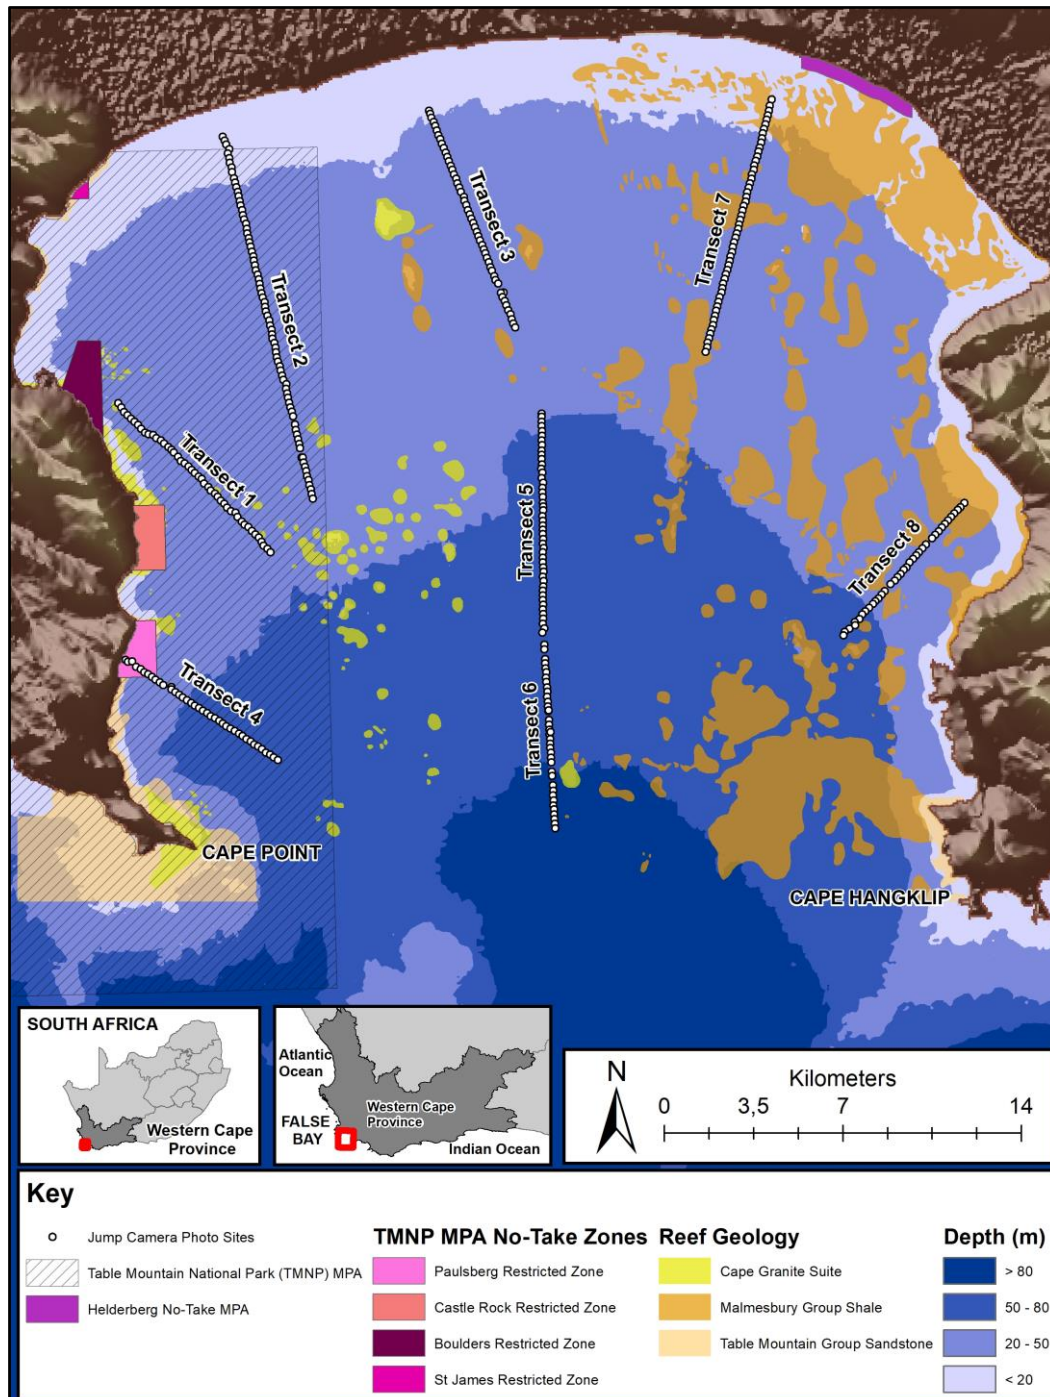 Transect 2
Transect 3
Transect 7
Transect 1
Transect 5
Transect 8
Transect 4
Transect 6
CAPE POINT
CAPE HANGKLIP
SOUTH AFRICA
Western Cape
Province
Atlantic
Ocean
FALSE
BAY
Western Cape
Province
Indian Ocean
N
Kilometers
0 3,5 7 14
Key
Jump Camera Photo Sites
Table Mountain National Park (TMNP) MPA
Helderberg No-Take MPA
TMNP MPA No-Take Zones
Paulsberg Restricted Zone
Castle Rock Restricted Zone
Boulders Restricted Zone
St James Restricted Zone
Reef Geology
Cape Granite Suite
Malmesbury Group Shale
Table Mountain Group Sandstone
Depth (m)
> 80
50 - 80
20 - 50
< 20